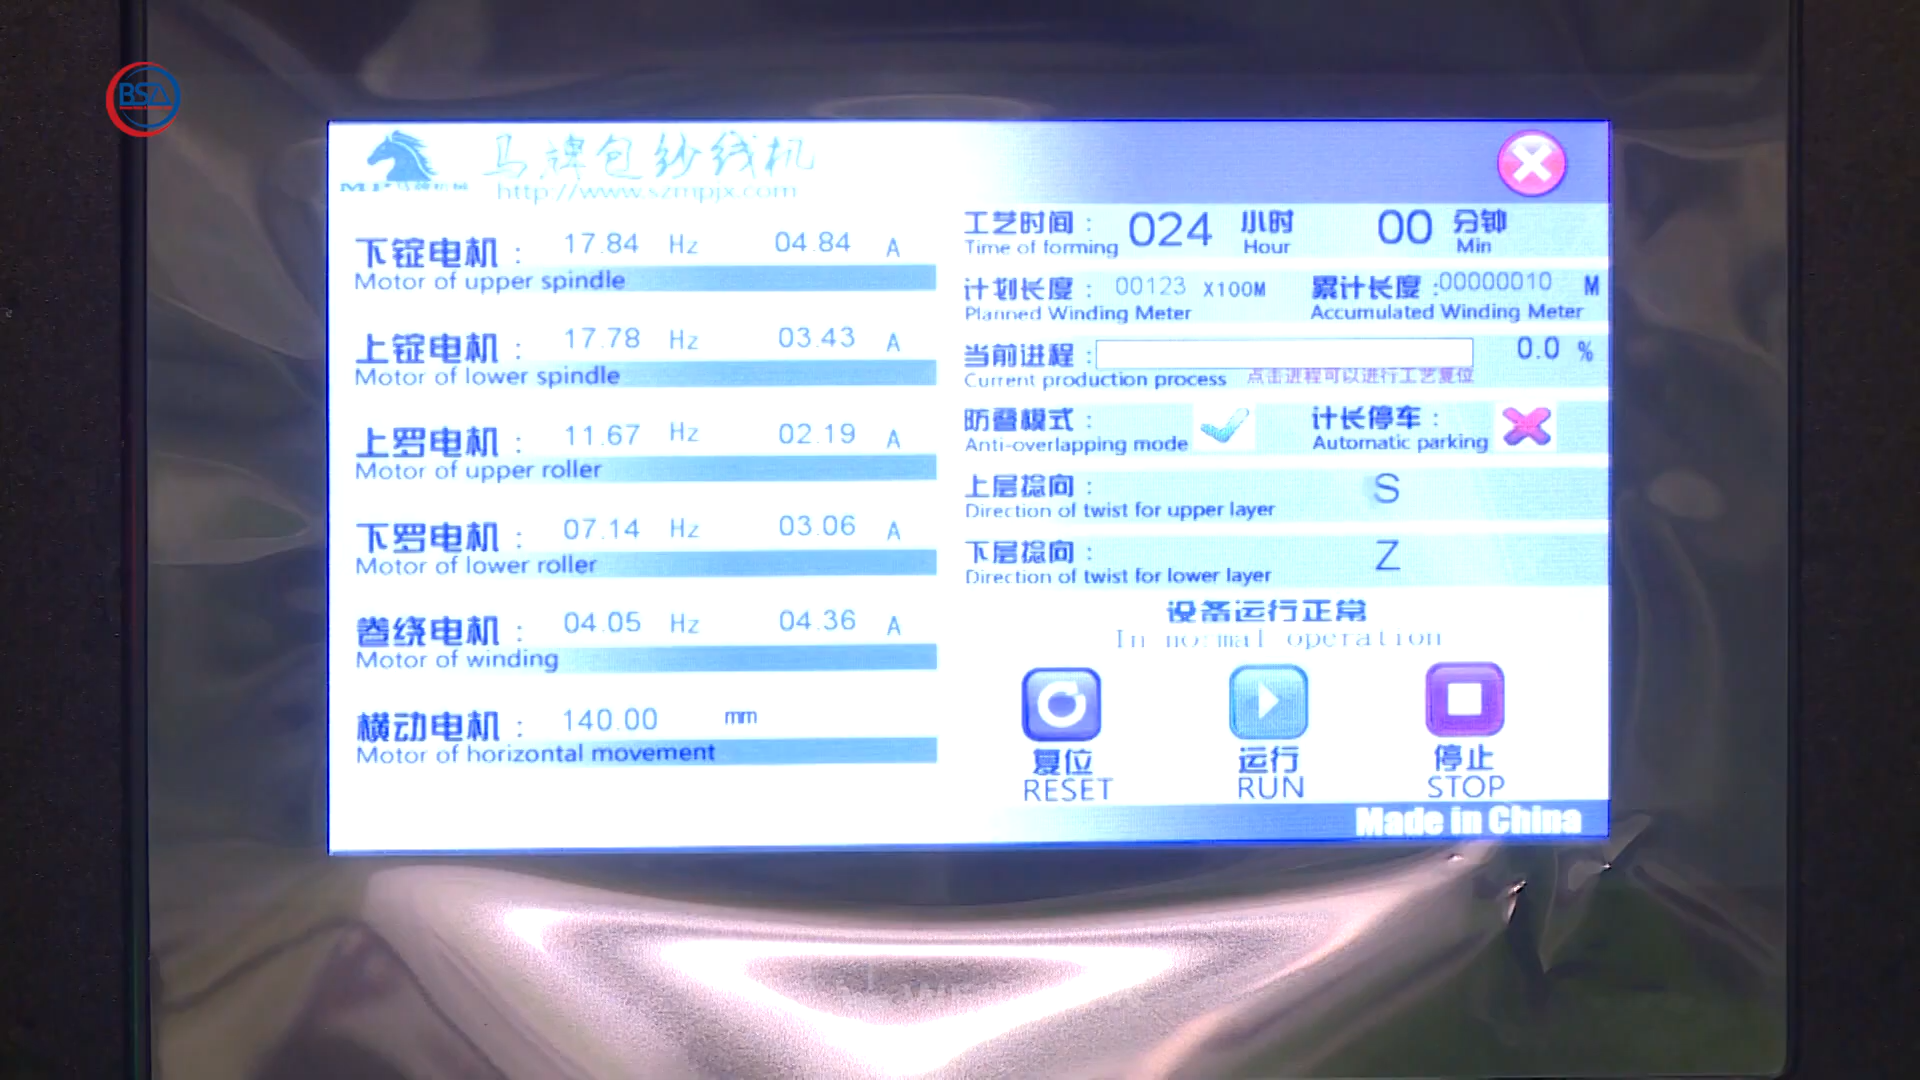 BSZ
MP 马牌机械
马牌包纱线机
http://www.szmpjx.com
下锭电机 : 17.84 Hz 04.84 A
Motor of upper spindle
上锭电机 : 17.78 Hz 03.43 A
Motor of lower spindle
上罗电机 : 11.67 Hz 02.19 A
Motor of upper roller
下罗电机 : 07.14 Hz 03.06 A
Motor of lower roller
卷绕电机 : 04.05 Hz 04.36 A
Motor of winding
横动电机 : 140.00 mm
Motor of horizontal movement
工艺时间 : 024 小时 00 分钟
Time of forming Hour Min
计划长度 : 00123 X100M 累计长度 :00000010 M
Planned Winding Meter Accumulated Winding Meter
当前进程 : 0.0 %
Current production process 点击进程可以进行工艺复位
防叠模式 : 计长停车 :
Anti-overlapping mode Automatic parking
上层捻向 : S
Direction of twist for upper layer
下层捻向 : Z
Direction of twist for lower layer
设备运行正常
In normal operation
复位 运行 停止
RESET RUN STOP
Made in China